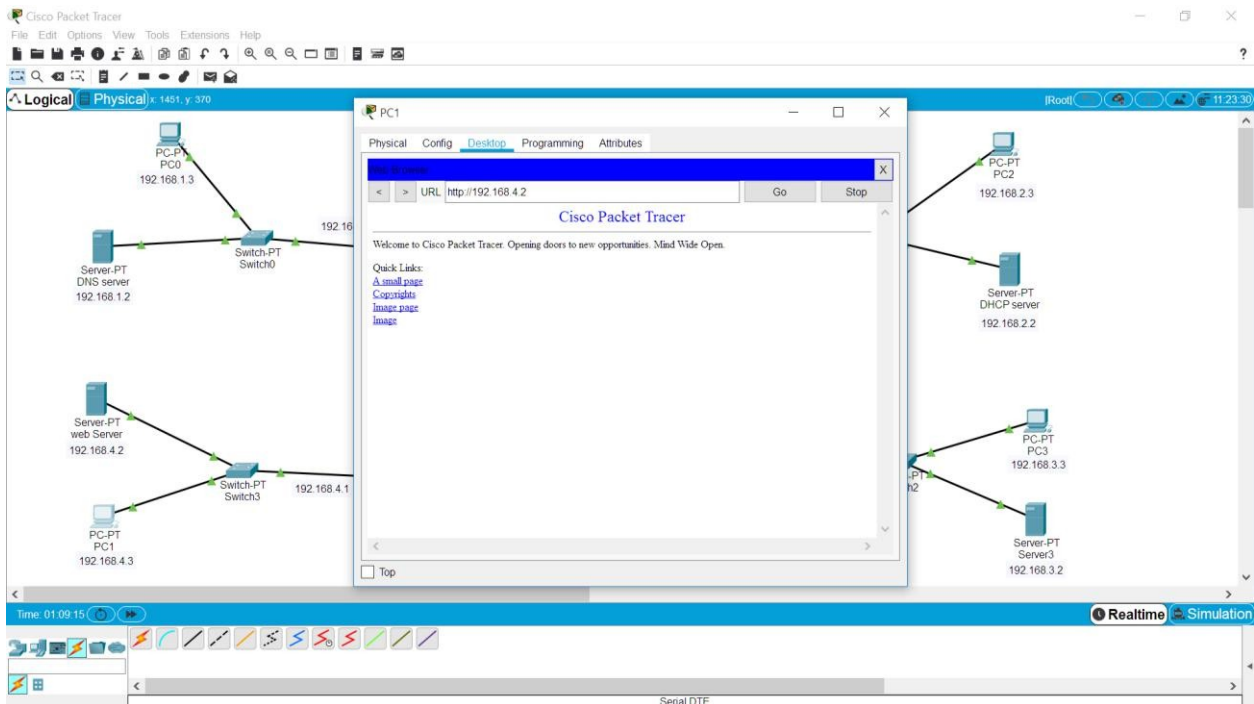 Cisco Packet Tracer
File Edit Options View Tools Extensions Help
?
Logical Physical x: 1451, y: 370
[Root] 11:23:30
PC-PT
PC0
192.168.1.3
192.16
Switch-PT
Switch0
Server-PT
DNS server
192.168.1.2
Server-PT
web Server
192.168.4.2
Switch-PT
Switch3
192.168.4.1
PC-PT
PC1
192.168.4.3
PC1
Physical Config Desktop Programming Attributes
X
< > URL http://192.168.4.2 Go Stop
Cisco Packet Tracer
Welcome to Cisco Packet Tracer. Opening doors to new opportunities. Mind Wide Open.
Quick Links:
A small page
Copyrights
Image page
Image
Top
PC-PT
PC2
192.168.2.3
Server-PT
DHCP server
192.168.2.2
PC-PT
PC3
192.168.3.3
-PT
h2
Server-PT
Server3
192.168.3.2
Time: 01:09:15
Realtime Simulation
Serial DTE